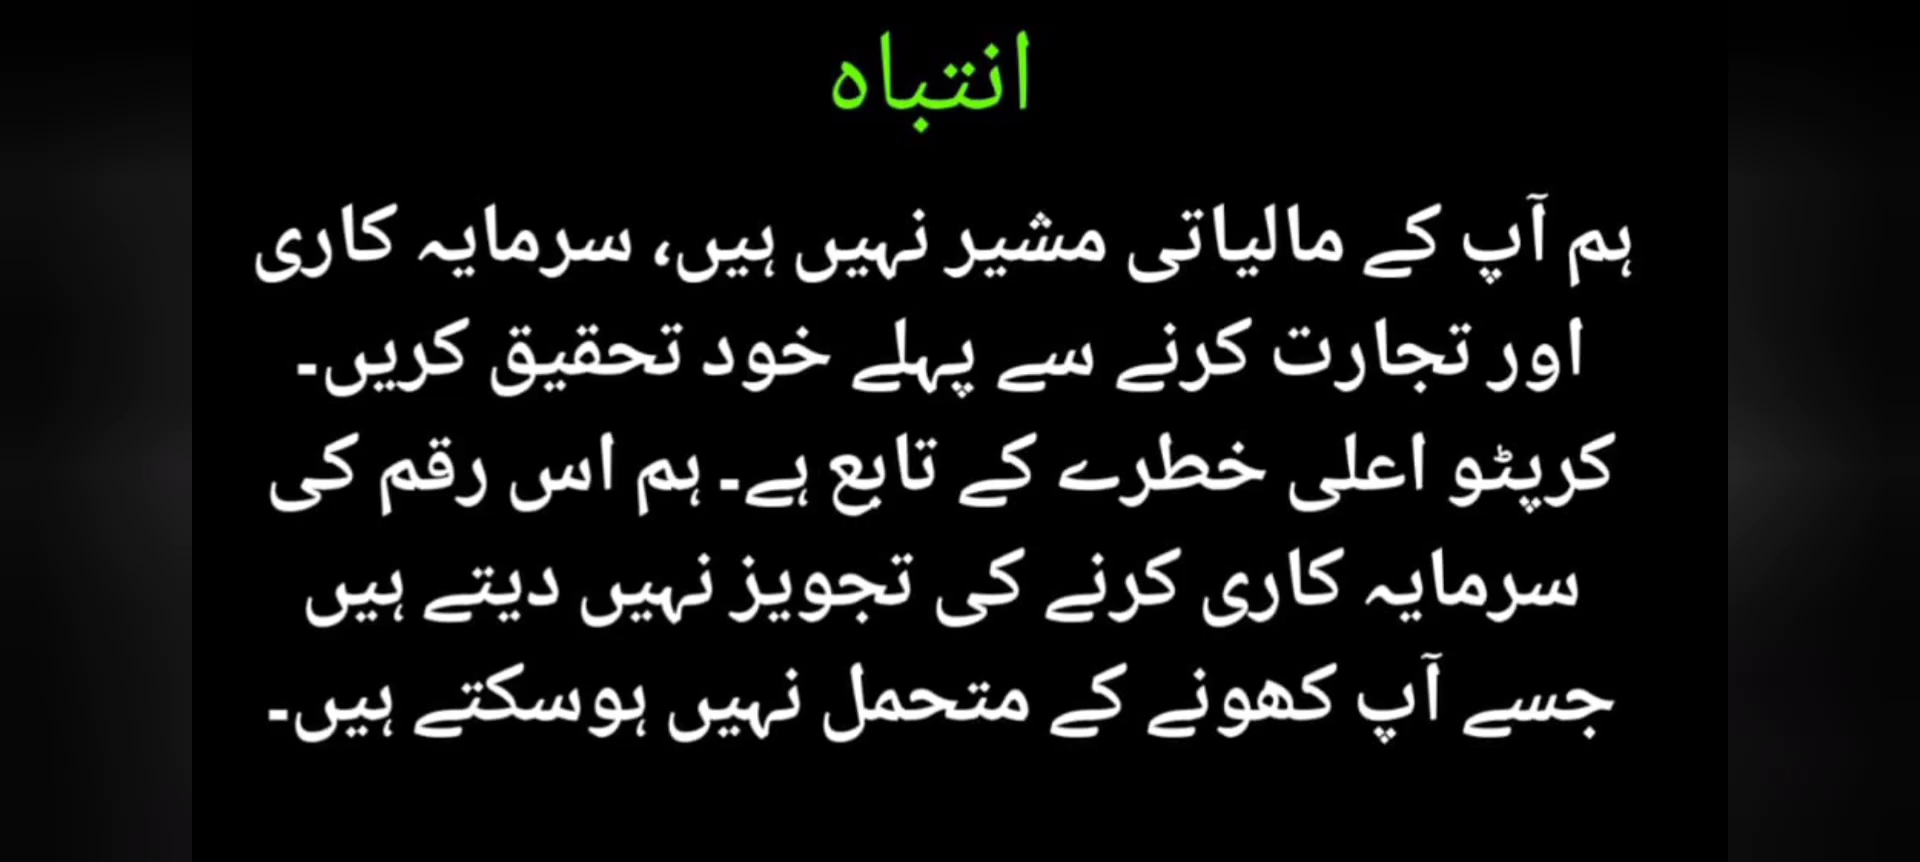 انتباہ
ہم آپ کے مالیاتی مشیر نہیں ہیں، سرمایہ کاری
اور تجارت کرنے سے پہلے خود تحقیق کریں۔
کرپٹو اعلی خطرے کے تابع ہے۔ ہم اس رقم کی
سرمایہ کاری کرنے کی تجویز نہیں دیتے ہیں
جسے آپ کھونے کے متحمل نہیں ہوسکتے ہیں۔